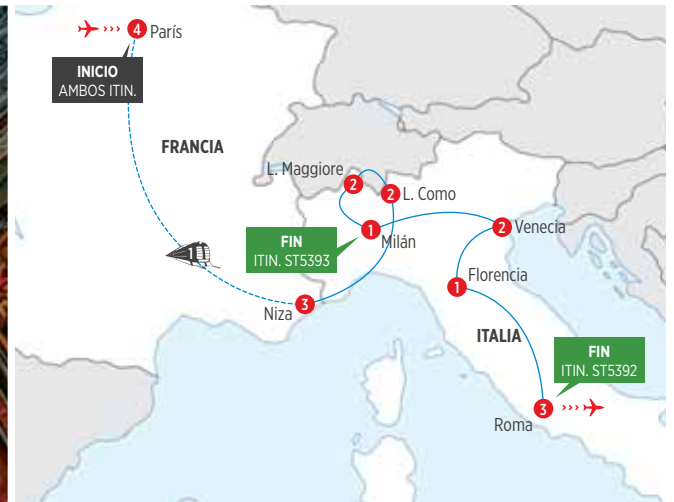 4 París
INICIO
AMBOS ITIN.
FRANCIA
L. Maggiore 2
2 L. Como
1
Milán
2 Venecia
FIN
ITIN. ST5393
1
Florencia
1
Niza 3
ITALIA
FIN
ITIN. ST5392
3
Roma